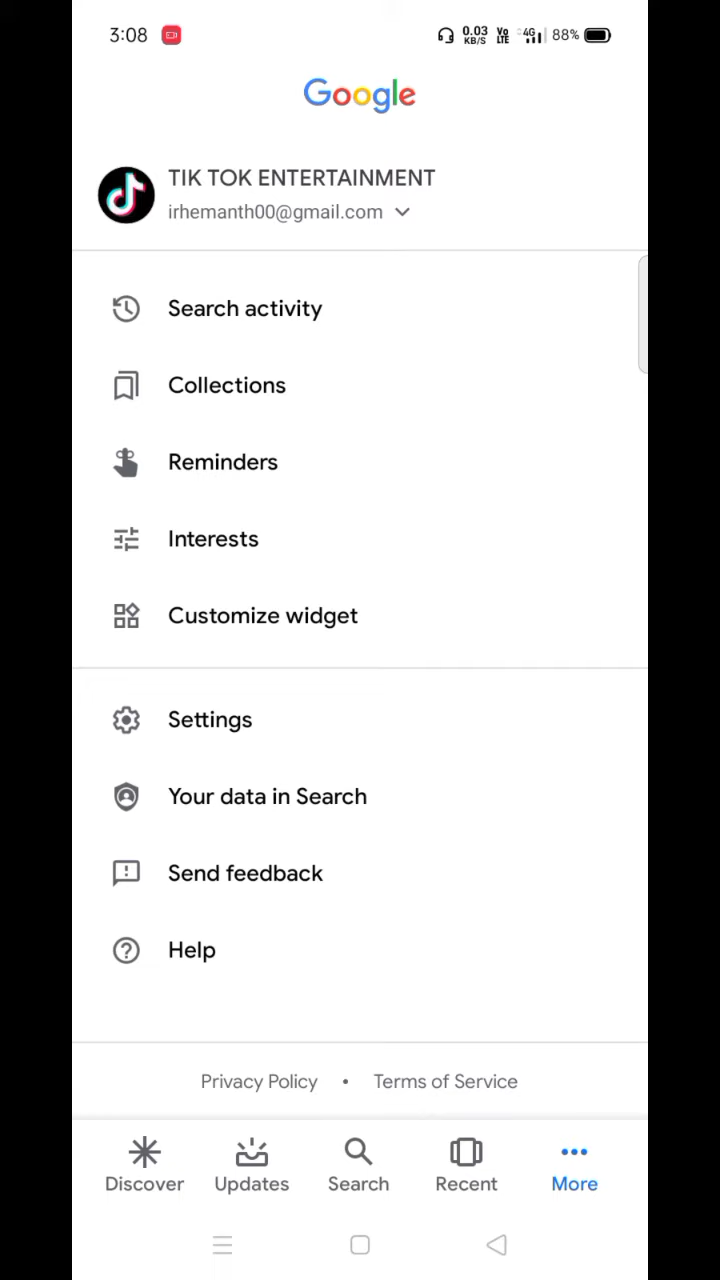 3:08 0.03 KB/S Vo LTE 4G 88%
Google
TIK TOK ENTERTAINMENT
irhemanth00@gmail.com
Search activity
Collections
Reminders
Interests
Customize widget
Settings
Your data in Search
Send feedback
Help
Privacy Policy • Terms of Service
Discover Updates Search Recent More